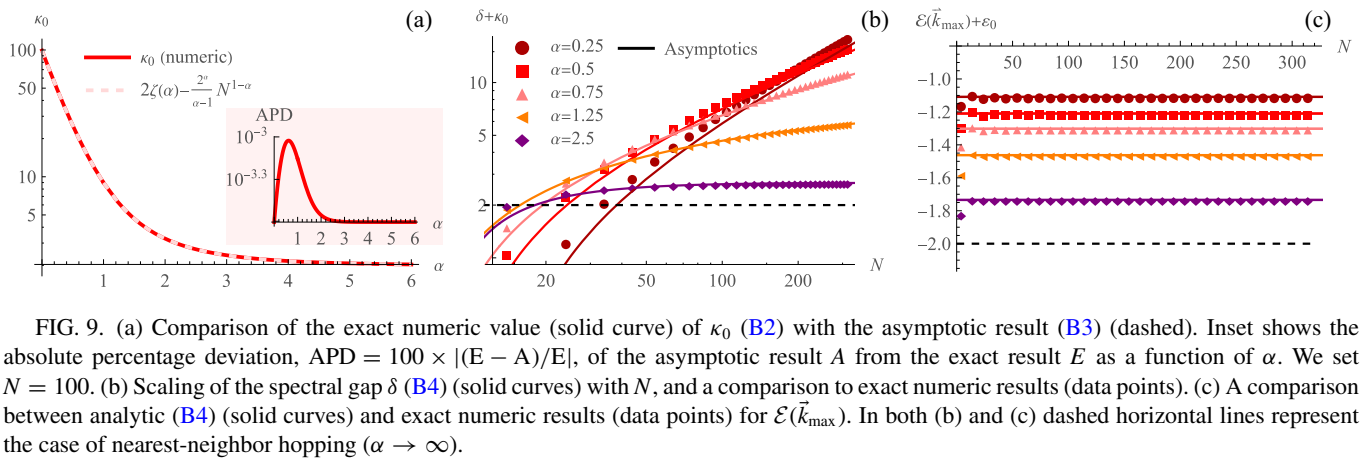 κ₀
(a)
100
50
10
5
κ₀ (numeric)
2ζ(α)−2^α/(α−1) N^{1−α}
APD
10^{−3}
10^{−3.3}
α
1 2 3 4 5 6
α
1 2 3 4 5 6
δ+κ₀
(b)
α=0.25
α=0.5
α=0.75
α=1.25
α=2.5
Asymptotics
10
5
2
N
20 50 100 200
ℰ(k⃗_max)+ε₀
(c)
N
50 100 150 200 250 300
−1.0
−1.2
−1.4
−1.6
−1.8
−2.0
FIG. 9. (a) Comparison of the exact numeric value (solid curve) of κ₀ (B2) with the asymptotic result (B3) (dashed). Inset shows the
absolute percentage deviation, APD = 100 × |(E − A)/E|, of the asymptotic result A from the exact result E as a function of α. We set
N = 100. (b) Scaling of the spectral gap δ (B4) (solid curves) with N, and a comparison to exact numeric results (data points). (c) A comparison
between analytic (B4) (solid curves) and exact numeric results (data points) for ℰ(k⃗_max). In both (b) and (c) dashed horizontal lines represent
the case of nearest-neighbor hopping (α → ∞).